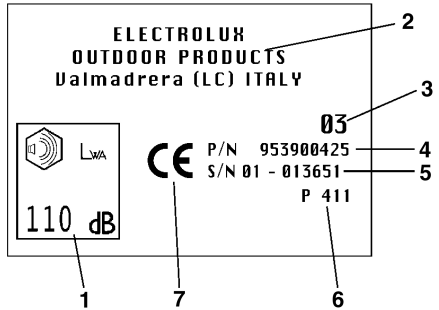 ELECTROLUX 2
OUTDOOR PRODUCTS
Valmadrera (LC) ITALY
03 3
LWA
CE
P/N 953900425 4
S/N 01 - 013651 5
P 411
110 dB
1
7
6